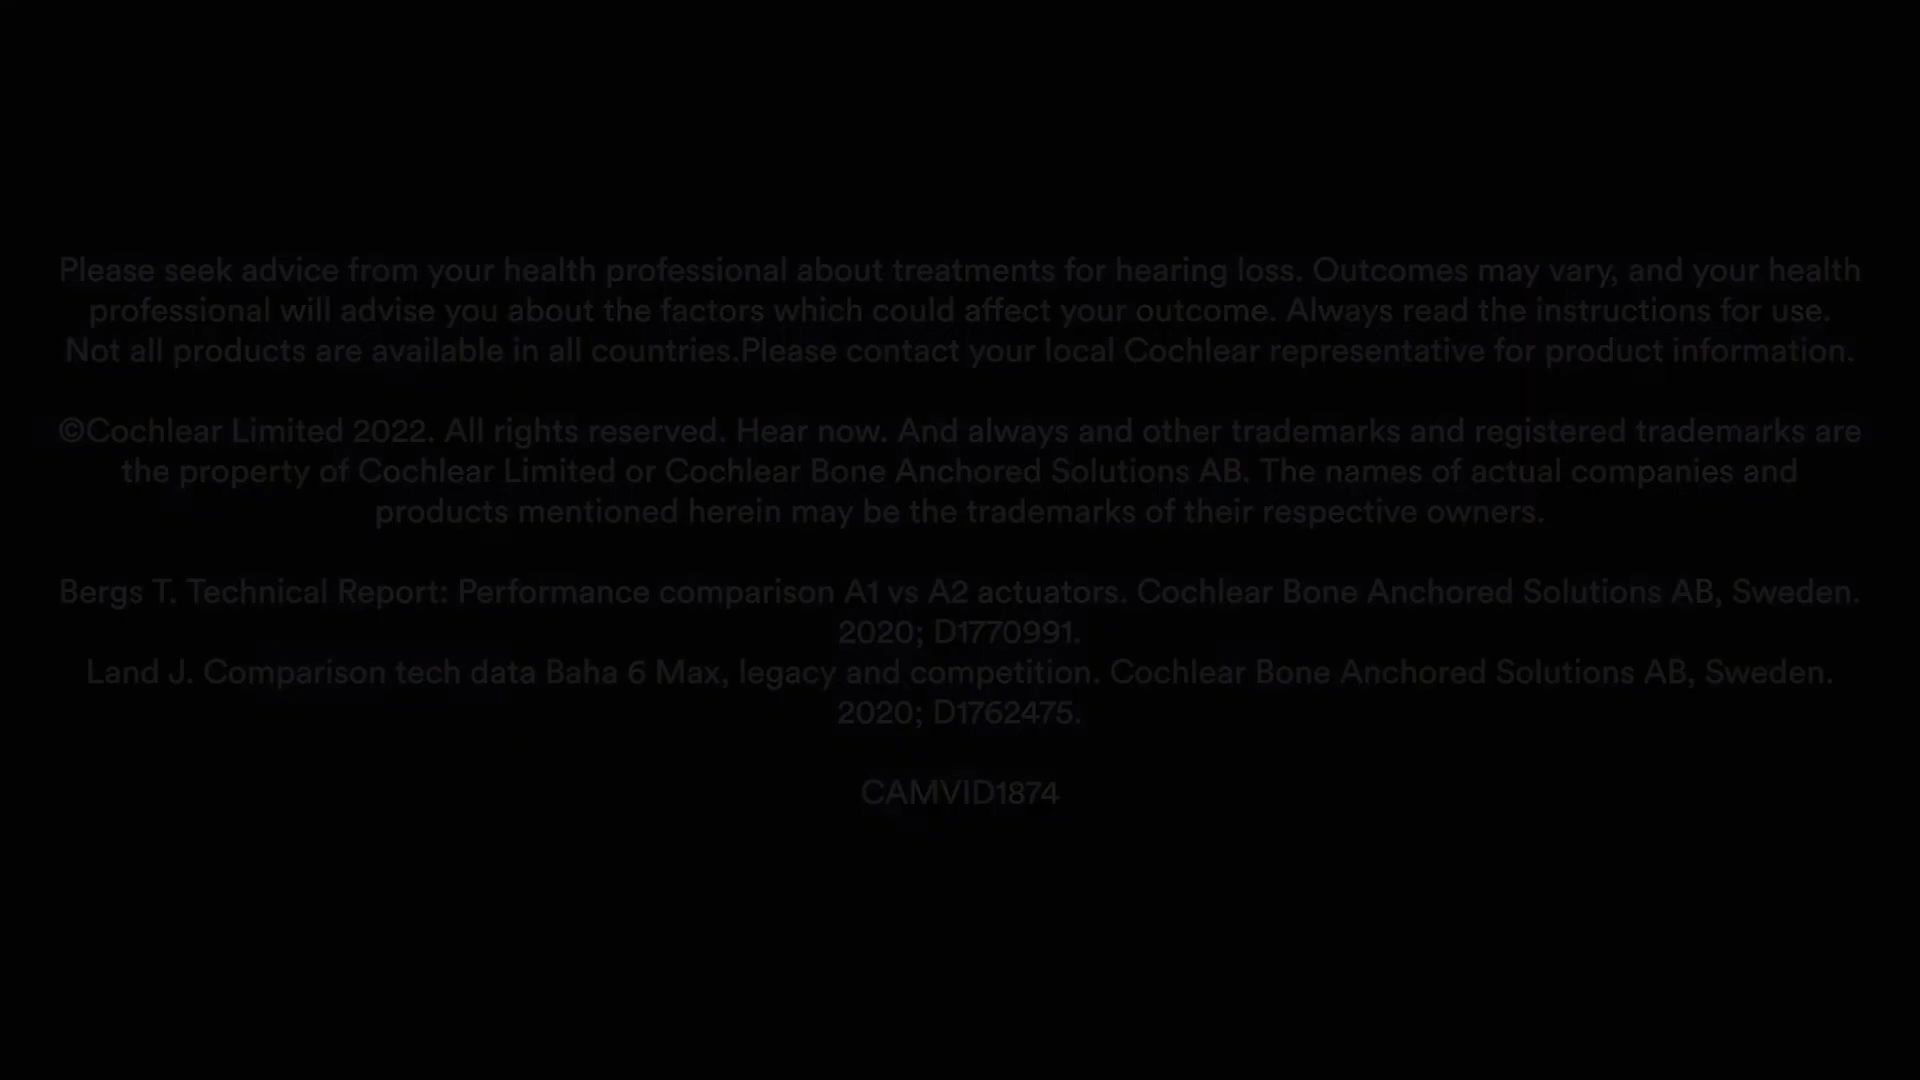 Please seek advice from your health professional about treatments for hearing loss. Outcomes may vary, and your health
professional will advise you about the factors which could affect your outcome. Always read the instructions for use.
Not all products are available in all countries.Please contact your local Cochlear representative for product information.
©Cochlear Limited 2022. All rights reserved. Hear now. And always and other trademarks and registered trademarks are
the property of Cochlear Limited or Cochlear Bone Anchored Solutions AB. The names of actual companies and
products mentioned herein may be the trademarks of their respective owners.
Bergs T. Technical Report: Performance comparison A1 vs A2 actuators. Cochlear Bone Anchored Solutions AB, Sweden.
2020; D1770991.
Land J. Comparison tech data Baha 6 Max, legacy and competition. Cochlear Bone Anchored Solutions AB, Sweden.
2020; D1762475.
CAMVID1874